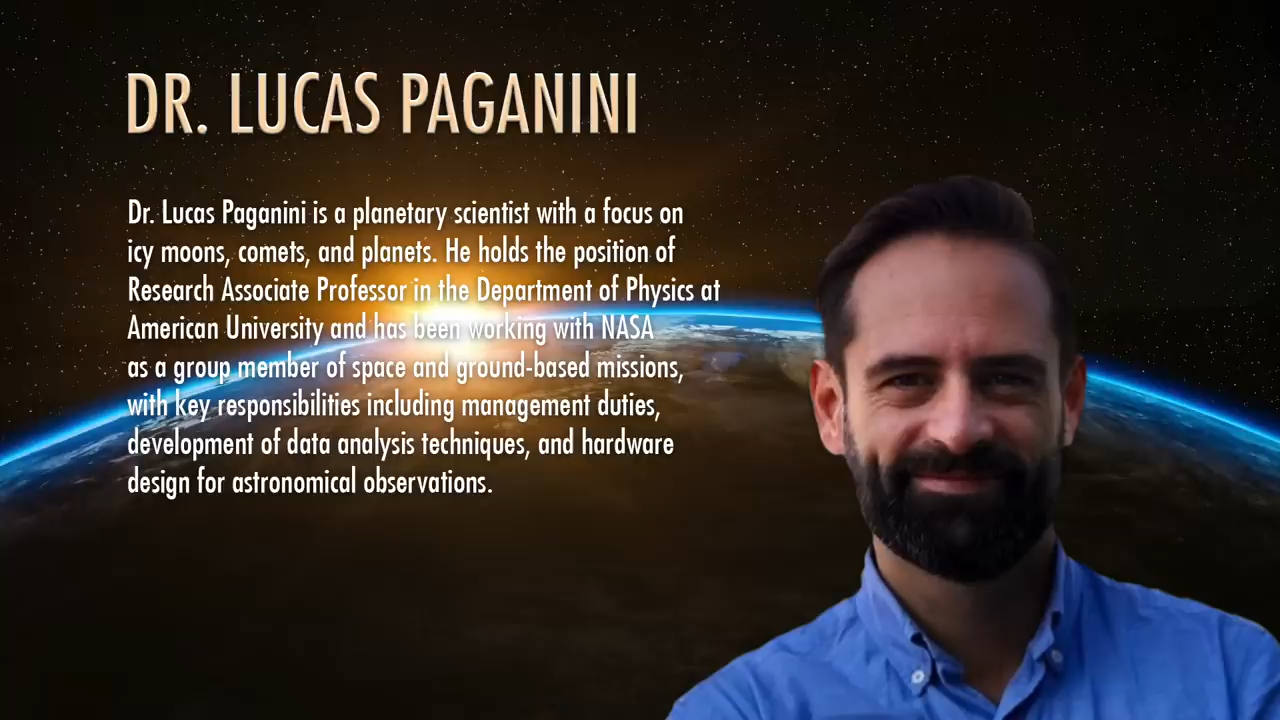 DR. LUCAS PAGANINI
Dr. Lucas Paganini is a planetary scientist with a focus on
icy moons, comets, and planets. He holds the position of
Research Associate Professor in the Department of Physics at
American University and has been working with NASA
as a group member of space and ground-based missions,
with key responsibilities including management duties,
development of data analysis techniques, and hardware
design for astronomical observations.